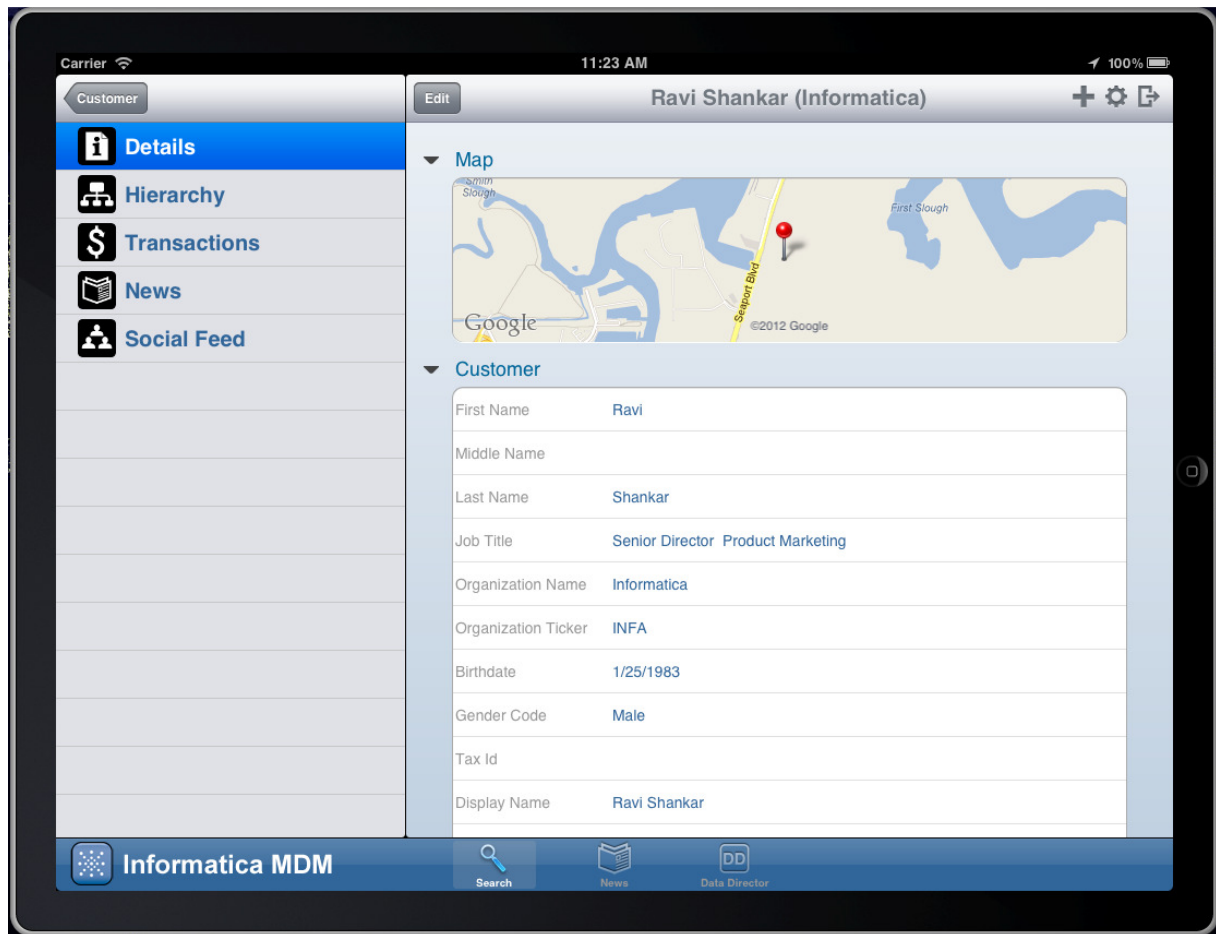 Carrier
11:23 AM
100%
Customer
Edit
Ravi Shankar (Informatica)
Details
Hierarchy
Transactions
News
Social Feed
Map
Smith
Slough
First Slough
Seaport Blvd
Google
©2012 Google
Customer
First Name Ravi
Middle Name
Last Name Shankar
Job Title Senior Director  Product Marketing
Organization Name Informatica
Organization Ticker INFA
Birthdate 1/25/1983
Gender Code Male
Tax Id
Display Name Ravi Shankar
Informatica MDM
Search
News
DD
Data Director